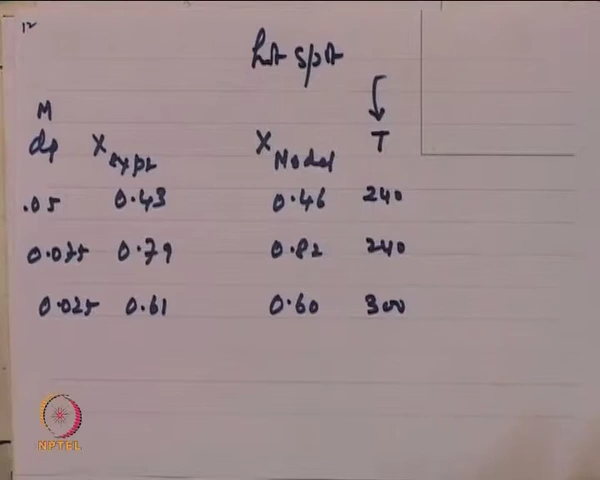 12
hot spot
M
dp X expt X Model T
.05 0.43 0.46 240
0.035 0.79 0.82 240
0.025 0.61 0.60 300
NPTEL